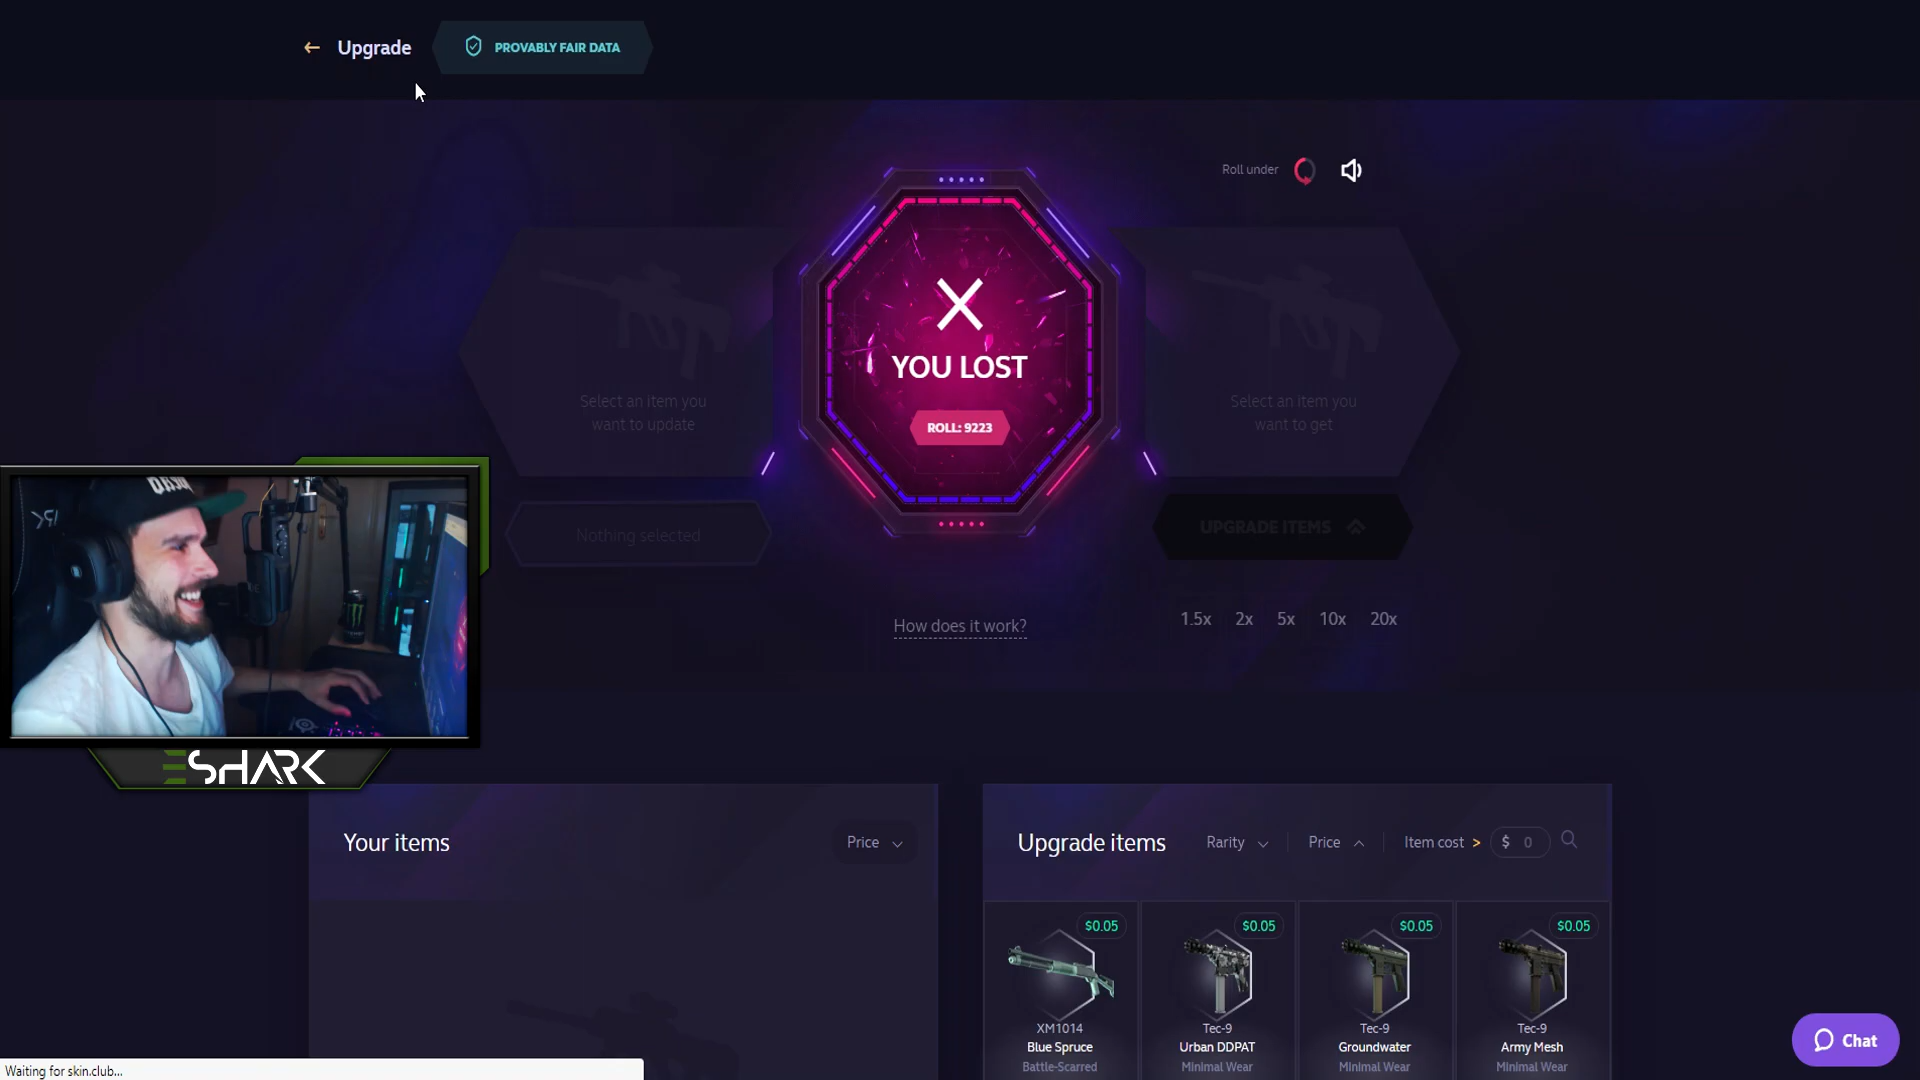 Upgrade
PROVABLY FAIR DATA
Roll under
YOU LOST
ROLL: 9223
Select an item you
want to update
Select an item you
want to get
Nothing selected
UPGRADE ITEMS
How does it work?
1.5x 2x 5x 10x 20x
SHARK
Your items
Price
Upgrade items
Rarity
Price
Item cost >
$ 0
$0.05
$0.05
$0.05
$0.05
XM1014
Blue Spruce
Battle-Scarred
Tec-9
Urban DDPAT
Minimal Wear
Tec-9
Groundwater
Minimal Wear
Tec-9
Army Mesh
Minimal Wear
Chat
Waiting for skin.club...